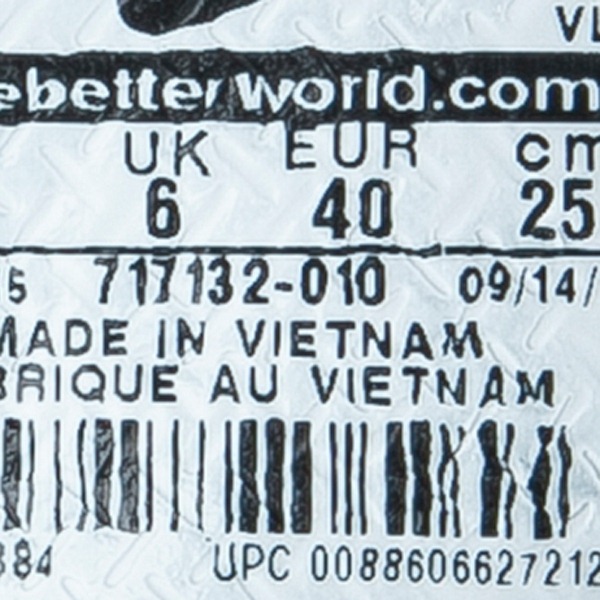 VL
ebetterworld.com
UK EUR cm
6 40 25
5 717132-010 09/14/
MADE IN VIETNAM
BRIQUE AU VIETNAM
384 UPC 0088606627212